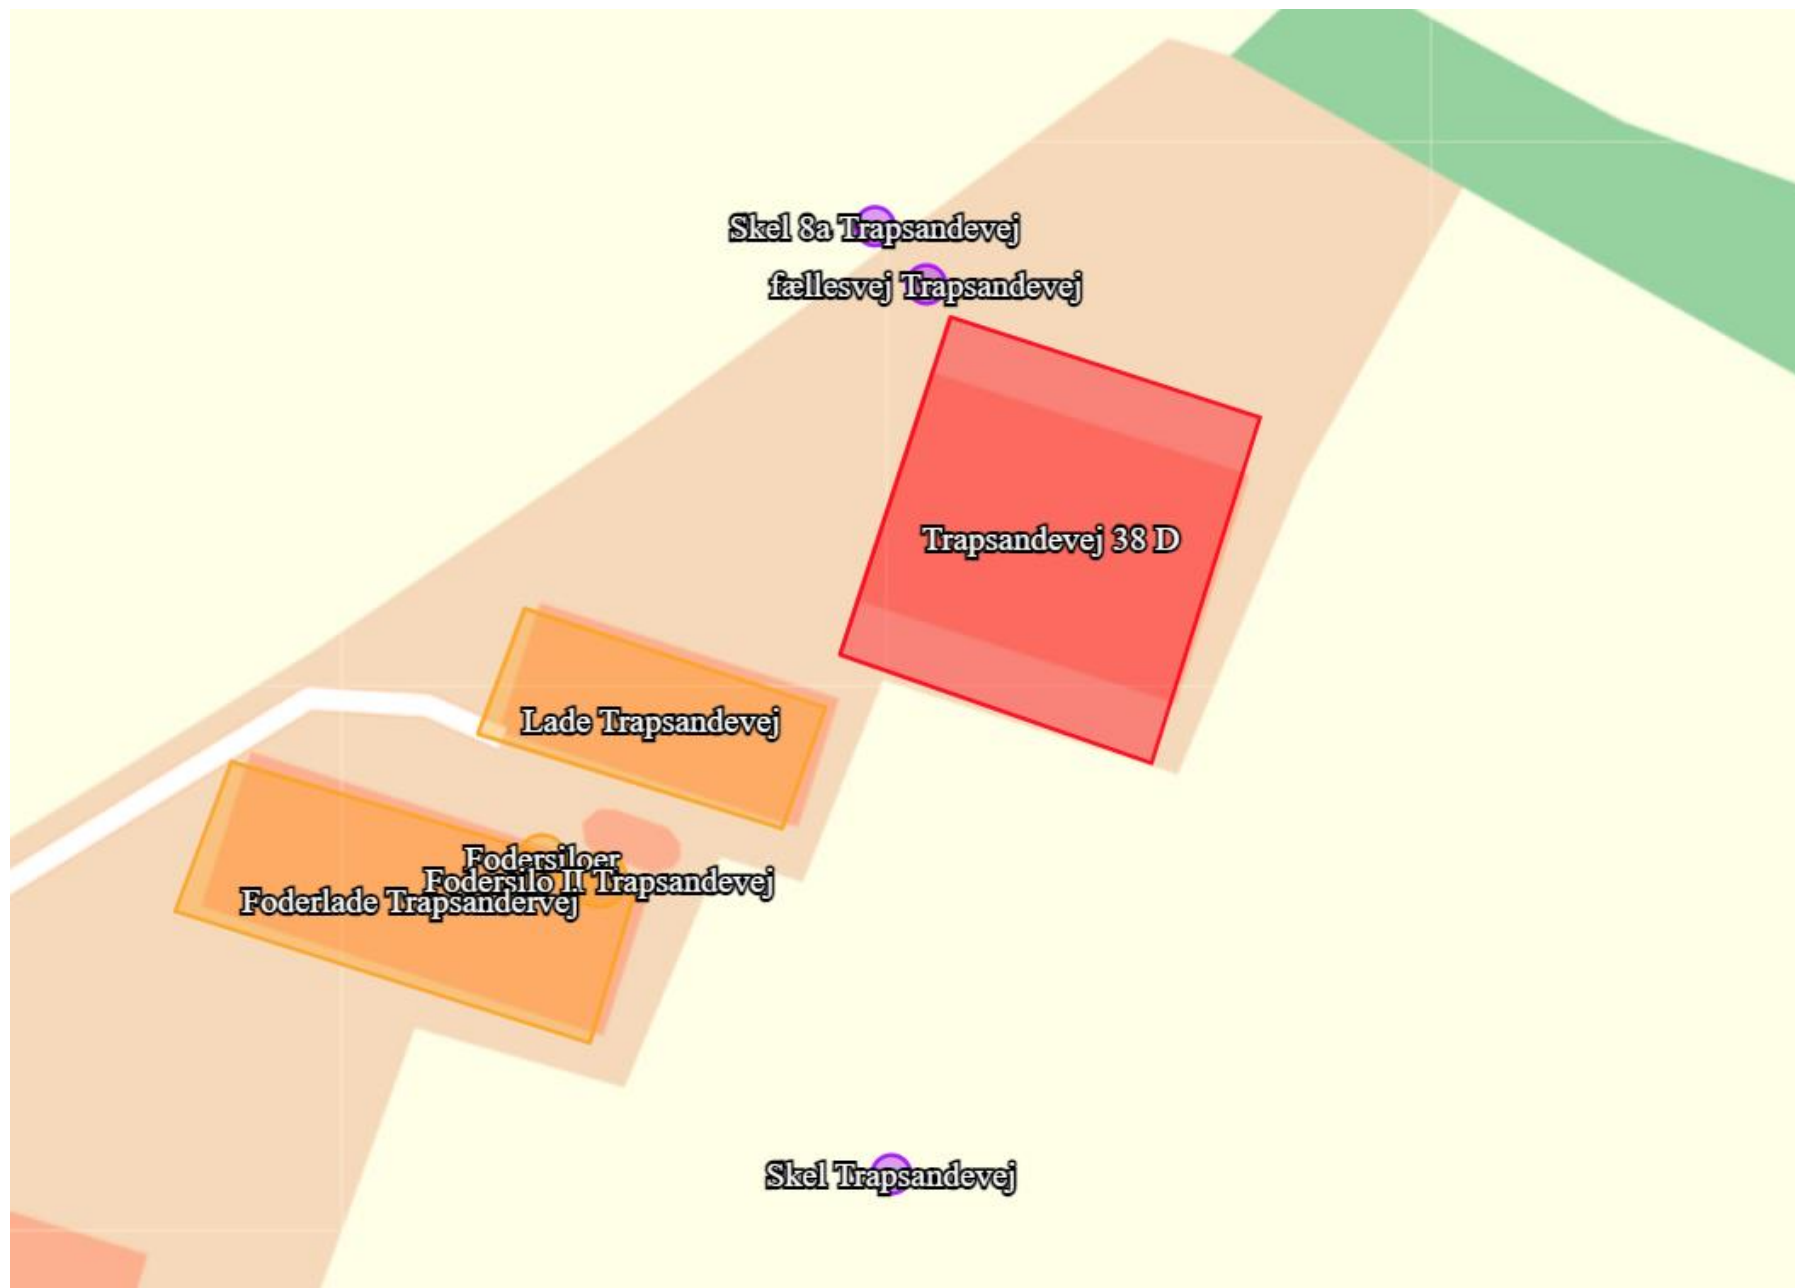 Skel 8a Trapsandevej
fællesvej Trapsandevej
Trapsandevej 38 D
Lade Trapsandevej
Fodersiloer
Fodersilo II Trapsandevej
Foderlade Trapsandervej
Skel Trapsandevej